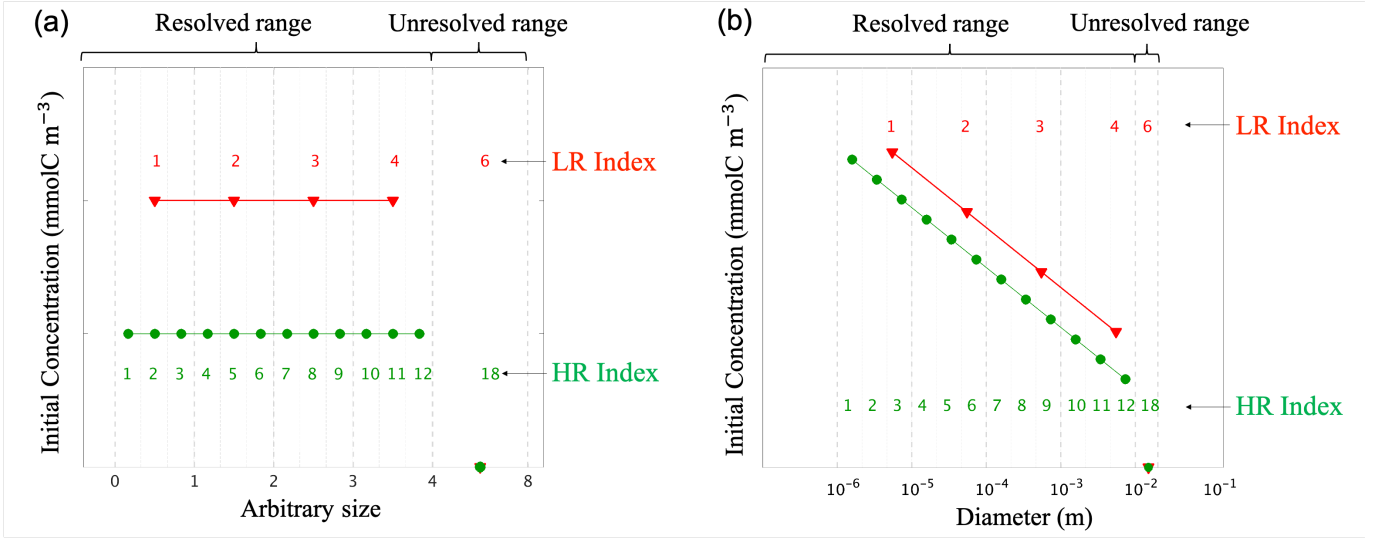 (a)
Resolved range
Unresolved range
Initial Concentration (mmolC m⁻³)
1 2 3 4 6
LR Index
1 2 3 4 5 6 7 8 9 10 11 12 18
HR Index
0 1 2 3 4 8
Arbitrary size
(b)
Resolved range
Unresolved range
Initial Concentration (mmolC m⁻³)
1 2 3 4 6
LR Index
1 2 3 4 5 6 7 8 9 10 11 12 18
HR Index
10⁻⁶ 10⁻⁵ 10⁻⁴ 10⁻³ 10⁻² 10⁻¹
Diameter (m)